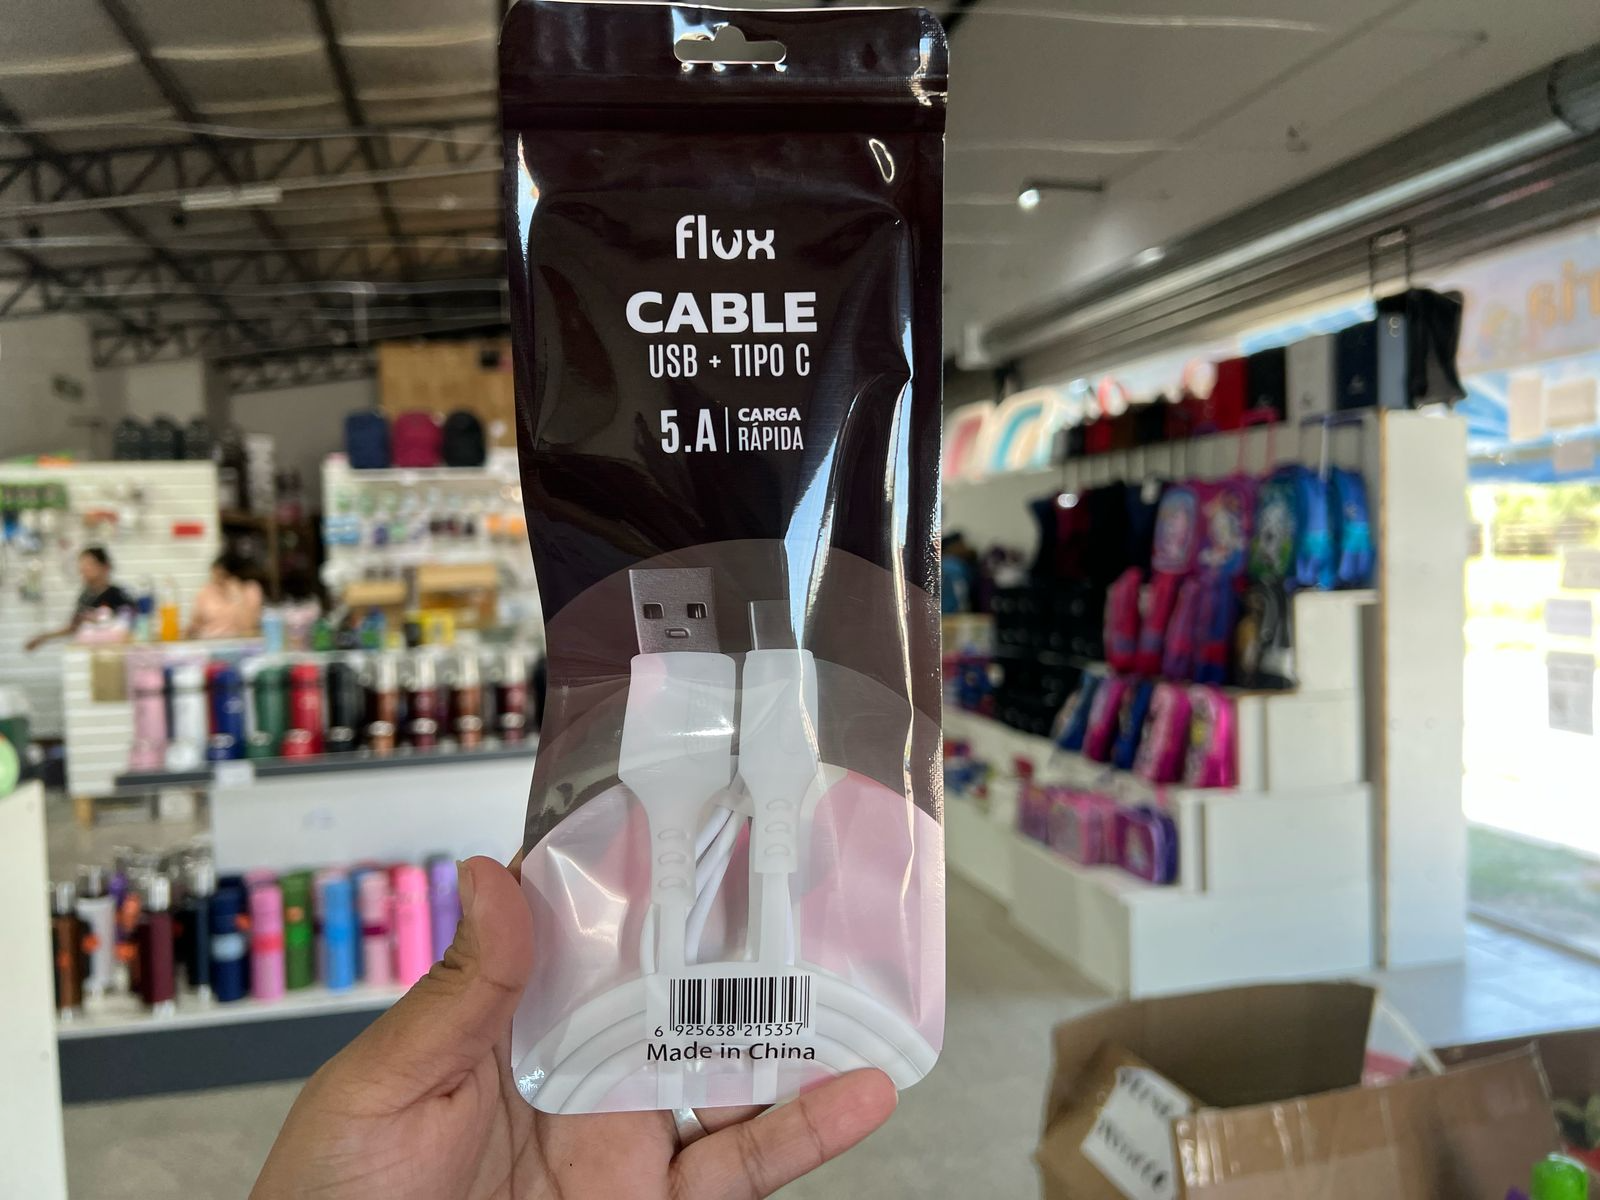 flux
CABLE
USB + TIPO C
5.A
CARGA
RÁPIDA
6 925638 215357
Made in China